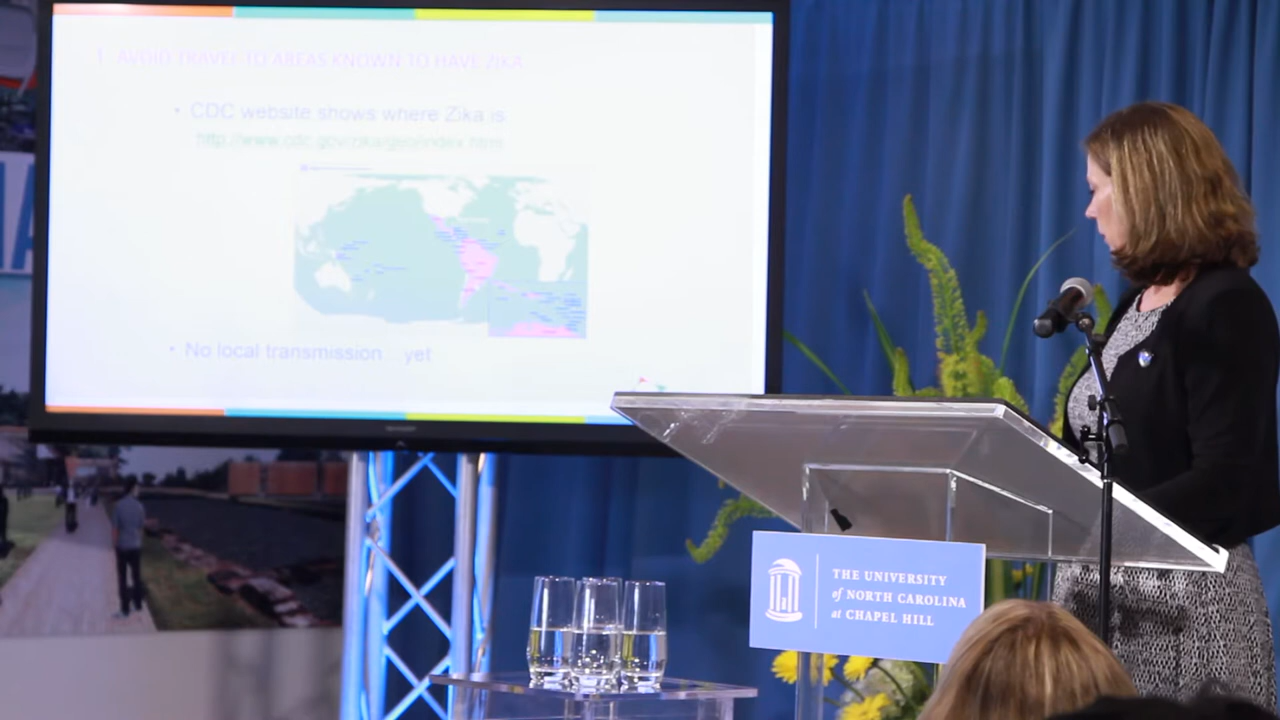 1. AVOID TRAVEL TO AREAS KNOWN TO HAVE ZIKA
• CDC website shows where Zika is
http://www.cdc.gov/zika/geo/index.html
• No local transmission... yet
THE UNIVERSITY
of NORTH CAROLINA
at CHAPEL HILL